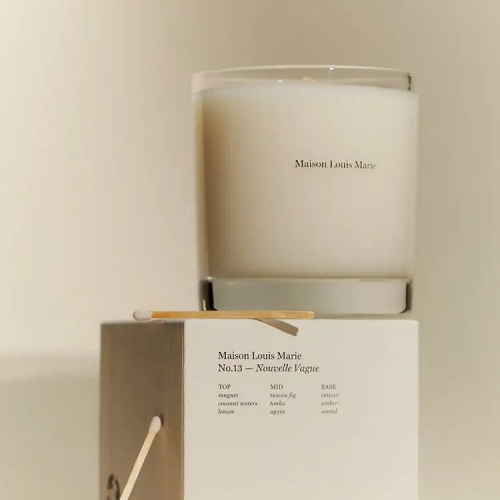 Maison Louis Marie
Maison Louis Marie
No.13 — Nouvelle Vague
TOP MID BASE
muguet tuscan fig vetiver
coconut waters tonka amber
lemon agave santal